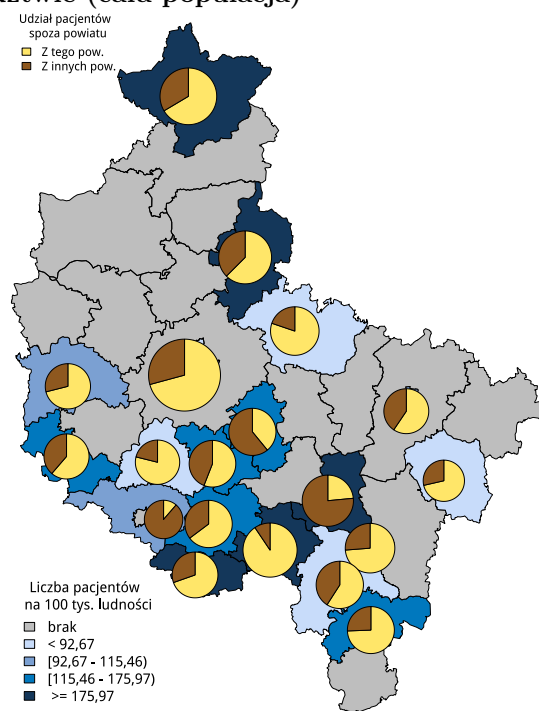 Udział pacjentów
spoza powiatu
Z tego pow.
Z innych pow.
Liczba pacjentów
na 100 tys. ludności
brak
< 92,67
[92,67 - 115,46)
[115,46 - 175,97)
>= 175,97